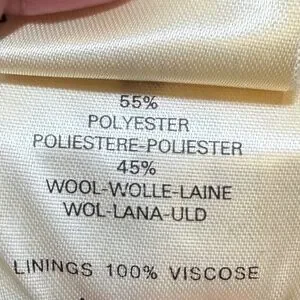 55%
POLYESTER
POLIESTERE-POLIESTER
45%
WOOL-WOLLE-LAINE
WOL-LANA-ULD
LININGS 100% VISCOSE